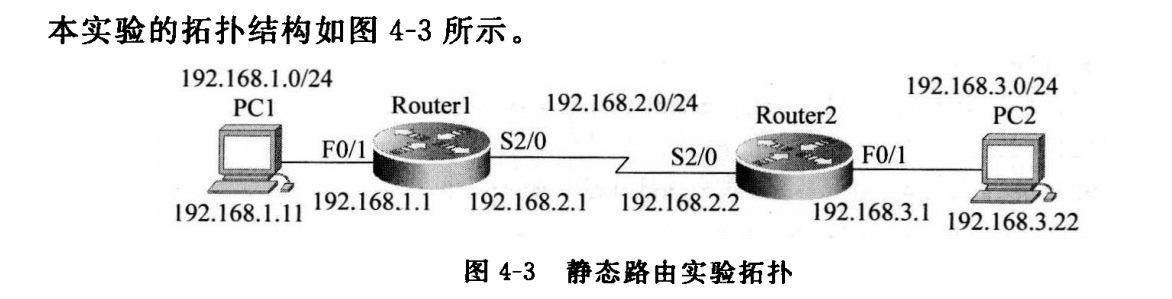 本实验的拓扑结构如图 4-3 所示。
192.168.1.0/24
PC1
Router1
192.168.2.0/24
Router2
192.168.3.0/24
PC2
F0/1
S2/0
S2/0
F0/1
192.168.1.11
192.168.1.1
192.168.2.1
192.168.2.2
192.168.3.1
192.168.3.22
图 4-3 静态路由实验拓扑